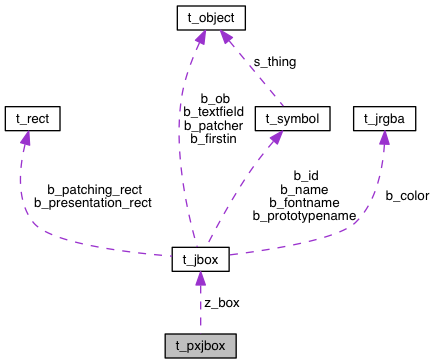 t_object
s_thing
b_ob
b_textfield
b_patcher
b_firstin
t_rect
t_symbol
t_jrgba
b_patching_rect
b_presentation_rect
b_id
b_name
b_fontname
b_prototypename
b_color
t_jbox
z_box
t_pxjbox